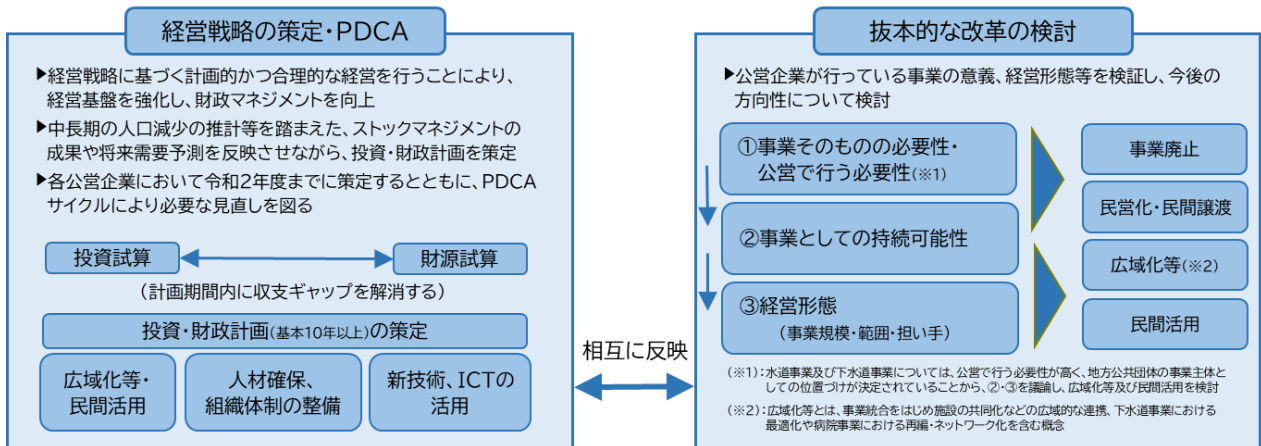 経営戦略の策定・PDCA
▶経営戦略に基づく計画的かつ合理的な経営を行うことにより、
経営基盤を強化し、財政マネジメントを向上
▶中長期の人口減少の推計等を踏まえた、ストックマネジメントの
成果や将来需要予測を反映させながら、投資・財政計画を策定
▶各公営企業において令和2年度までに策定するとともに、PDCA
サイクルにより必要な見直しを図る
投資試算
財源試算
(計画期間内に収支ギャップを解消する)
投資・財政計画(基本10年以上)の策定
広域化等・
民間活用
人材確保、
組織体制の整備
新技術、ICTの
活用
相互に反映
抜本的な改革の検討
▶公営企業が行っている事業の意義、経営形態等を検証し、今後の
方向性について検討
①事業そのものの必要性・
公営で行う必要性(※1)
②事業としての持続可能性
③経営形態
(事業規模・範囲・担い手)
事業廃止
民営化・民間譲渡
広域化等(※2)
民間活用
(※1):水道事業及び下水道事業については、公営で行う必要性が高く、地方公共団体の事業主体と
しての位置づけが決定されていることから、②・③を議論し、広域化等及び民間活用を検討
(※2):広域化等とは、事業統合をはじめ施設の共同化などの広域的な連携、下水道事業における
最適化や病院事業における再編・ネットワーク化を含む概念